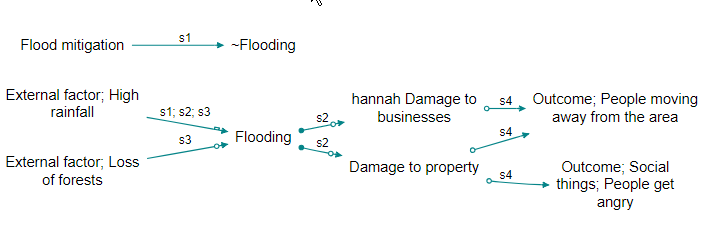 Flood mitigation
s1
~Flooding
External factor; High
rainfall
s1; s2; s3
External factor; Loss
of forests
s3
Flooding
s2
s2
hannah Damage to
businesses
Damage to property
s4
s4
s4
Outcome; People moving
away from the area
Outcome; Social
things; People get
angry